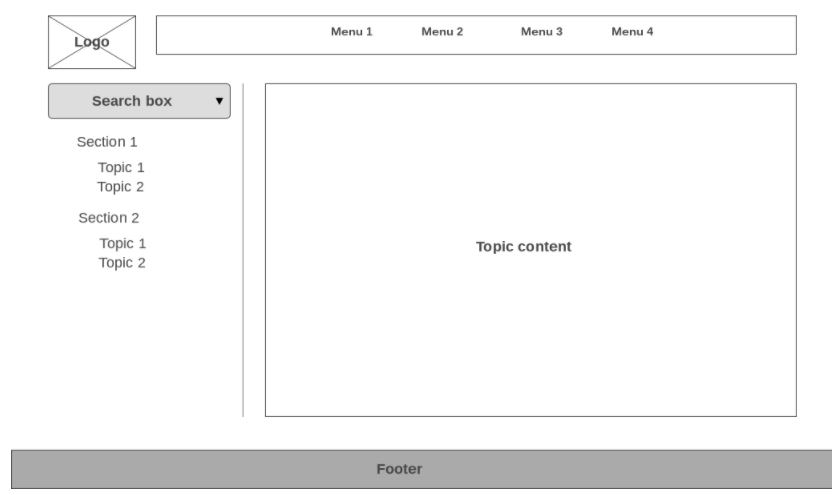 Logo
Menu 1 Menu 2 Menu 3 Menu 4
Search box
Section 1
Topic 1
Topic 2
Section 2
Topic 1
Topic 2
Topic content
Footer